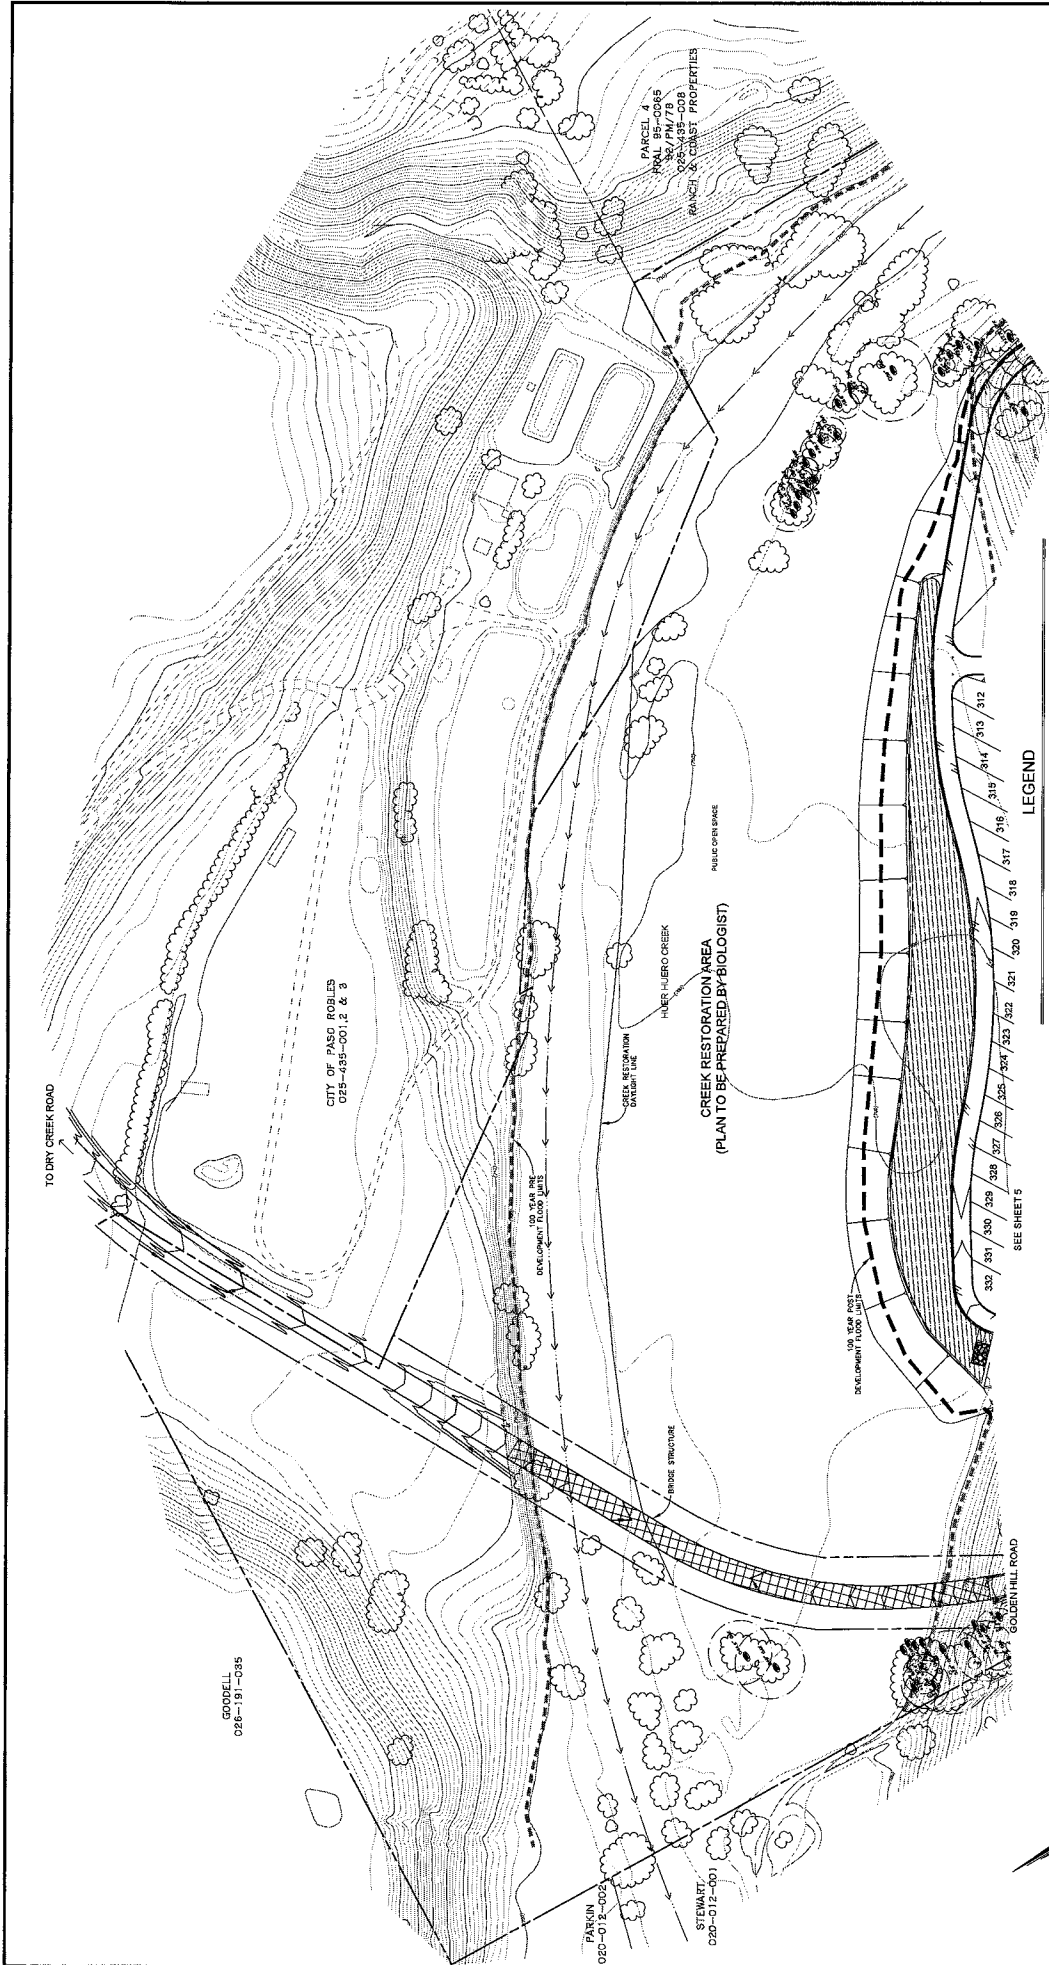 TO DRY CREEK ROAD
GOODELL
026-191-035
CITY OF PASO ROBLES
025-435-001,2 & 3
PARCEL 4
PRAL 95-0065
92/PM/78
025-435-008
RANCH & COAST PROPERTIES
100 YEAR PRE
DEVELOPMENT FLOOD LIMITS
CREEK RESTORATION
DAYLIGHT LINE
HUER HUERO CREEK
PUBLIC OPEN SPACE
CREEK RESTORATION AREA
(PLAN TO BE PREPARED BY BIOLOGIST)
BRIDGE STRUCTURE
PARKIN
020-012-002
STEWART
020-012-001
100 YEAR POST
DEVELOPMENT FLOOD LIMITS
GOLDEN HILL ROAD
332
331
330
329
328
327
326
325
324
323
322
321
320
319
318
317
316
315
314
313
312
SEE SHEET 5
LEGEND